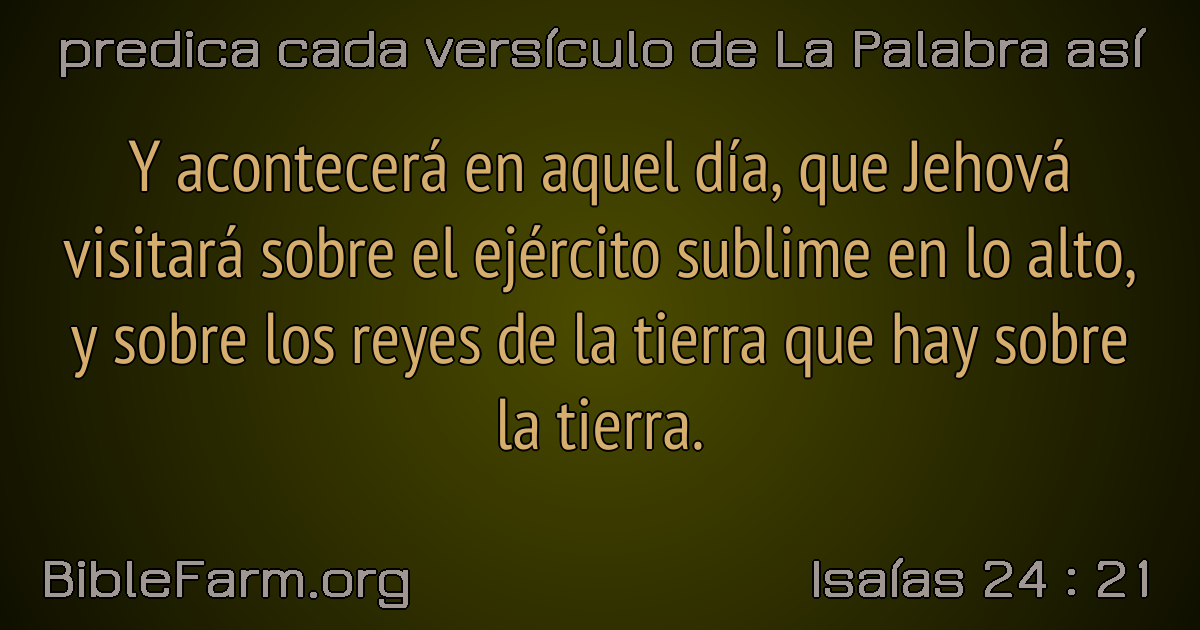 predica cada versículo de La Palabra así
Y acontecerá en aquel día, que Jehová
visitará sobre el ejército sublime en lo alto,
y sobre los reyes de la tierra que hay sobre
la tierra.
BibleFarm.org
Isaías 24 : 21